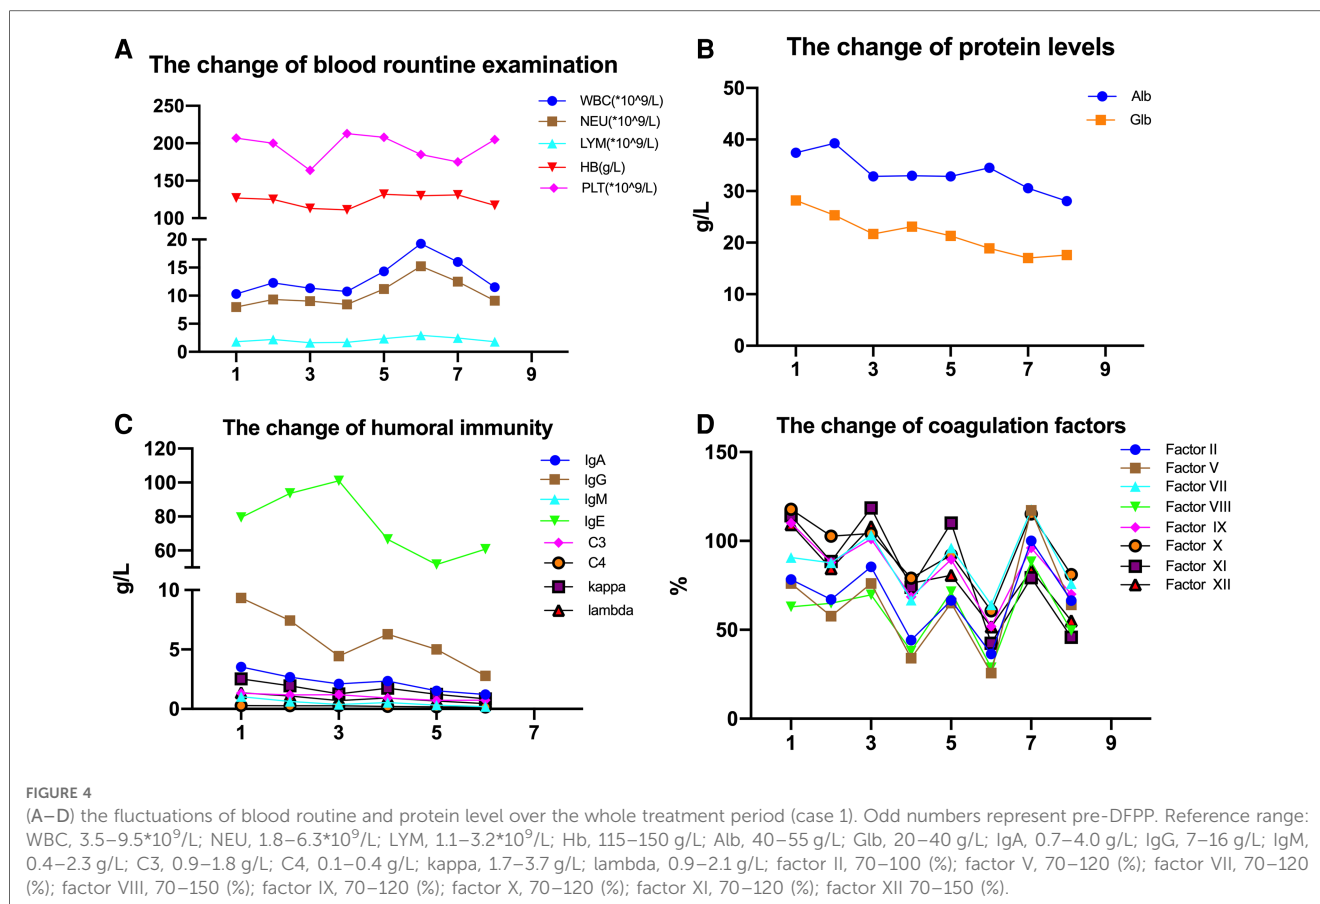 A
The change of blood rountine examination
250
200
150
100
20
15
10
5
0
1
3
5
7
9
WBC(*10^9/L)
NEU(*10^9/L)
LYM(*10^9/L)
HB(g/L)
PLT(*10^9/L)
B
The change of protein levels
g/L
50
40
30
20
10
0
1
3
5
7
9
Alb
Glb
C
The change of humoral immunity
g/L
120
100
80
60
10
5
0
1
3
5
7
IgA
IgG
IgM
IgE
C3
C4
kappa
lambda
D
The change of coagulation factors
%
150
100
50
0
1
3
5
7
9
Factor II
Factor V
Factor VII
Factor VIII
Factor IX
Factor X
Factor XI
Factor XII
FIGURE 4
(A–D) the fluctuations of blood routine and protein level over the whole treatment period (case 1). Odd numbers represent pre-DFPP. Reference range:
WBC, 3.5–9.5*10⁹/L; NEU, 1.8–6.3*10⁹/L; LYM, 1.1–3.2*10⁹/L; Hb, 115–150 g/L; Alb, 40–55 g/L; Glb, 20–40 g/L; IgA, 0.7–4.0 g/L; IgG, 7–16 g/L; IgM,
0.4–2.3 g/L; C3, 0.9–1.8 g/L; C4, 0.1–0.4 g/L; kappa, 1.7–3.7 g/L; lambda, 0.9–2.1 g/L; factor II, 70–100 (%); factor V, 70–120 (%); factor VII, 70–120
(%); factor VIII, 70–150 (%); factor IX, 70–120 (%); factor X, 70–120 (%); factor XI, 70–120 (%); factor XII 70–150 (%).